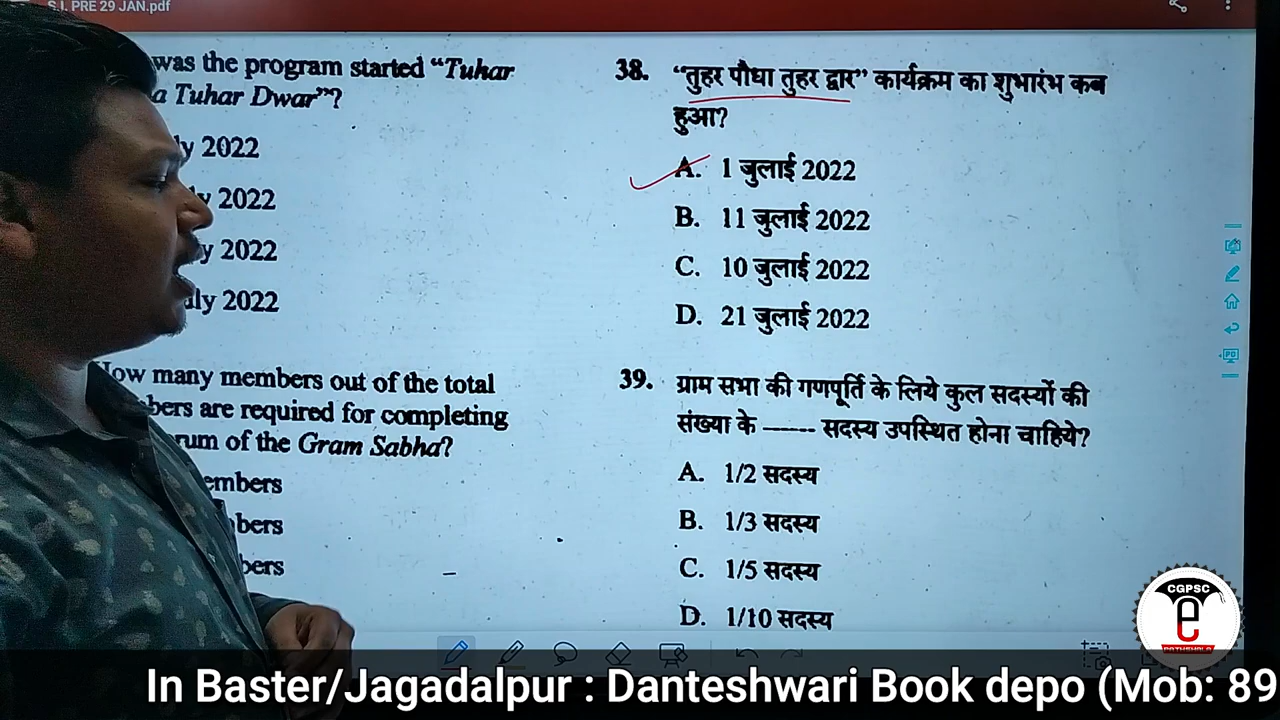 S.I. PRE 29 JAN.pdf
was the program started “Tuhar
a Tuhar Dwar”?
y 2022
y 2022
y 2022
uly 2022
How many members out of the total
bers are required for completing
rum of the Gram Sabha?
embers
bers
bers
38. “तुहर पौधा तुहर द्वार” कार्यक्रम का शुभारंभ कब
हुआ?
A. 1 जुलाई 2022
B. 11 जुलाई 2022
C. 10 जुलाई 2022
D. 21 जुलाई 2022
39. ग्राम सभा की गणपूर्ति के लिये कुल सदस्यों की
संख्या के ------ सदस्य उपस्थित होना चाहिये?
A. 1/2 सदस्य
B. 1/3 सदस्य
C. 1/5 सदस्य
D. 1/10 सदस्य
CGPSC
e
PATHSHALA
In Baster/Jagadalpur : Danteshwari Book depo (Mob: 89